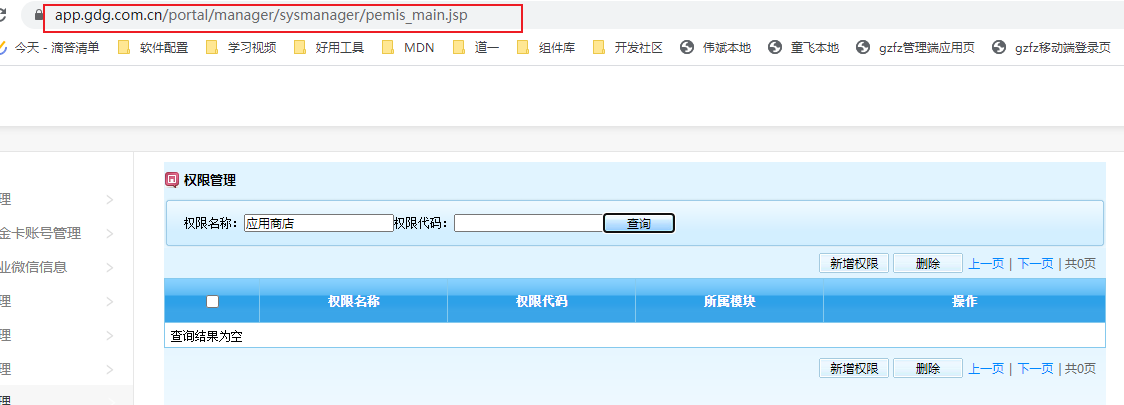 app.gdg.com.cn/portal/manager/sysmanager/pemis_main.jsp
今天 - 滴答清单 软件配置 学习视频 好用工具 MDN 道一 组件库 开发社区 伟斌本地 童飞本地 gzfz管理端应用页 gzfz移动端登录页
权限管理
理
权限名称： 应用商店 权限代码： 查询
金卡账号管理
新增权限 删除 上一页 | 下一页 | 共0页
业微信信息
权限名称 权限代码 所属模块 操作
理
查询结果为空
理
新增权限 删除 上一页 | 下一页 | 共0页
理
理